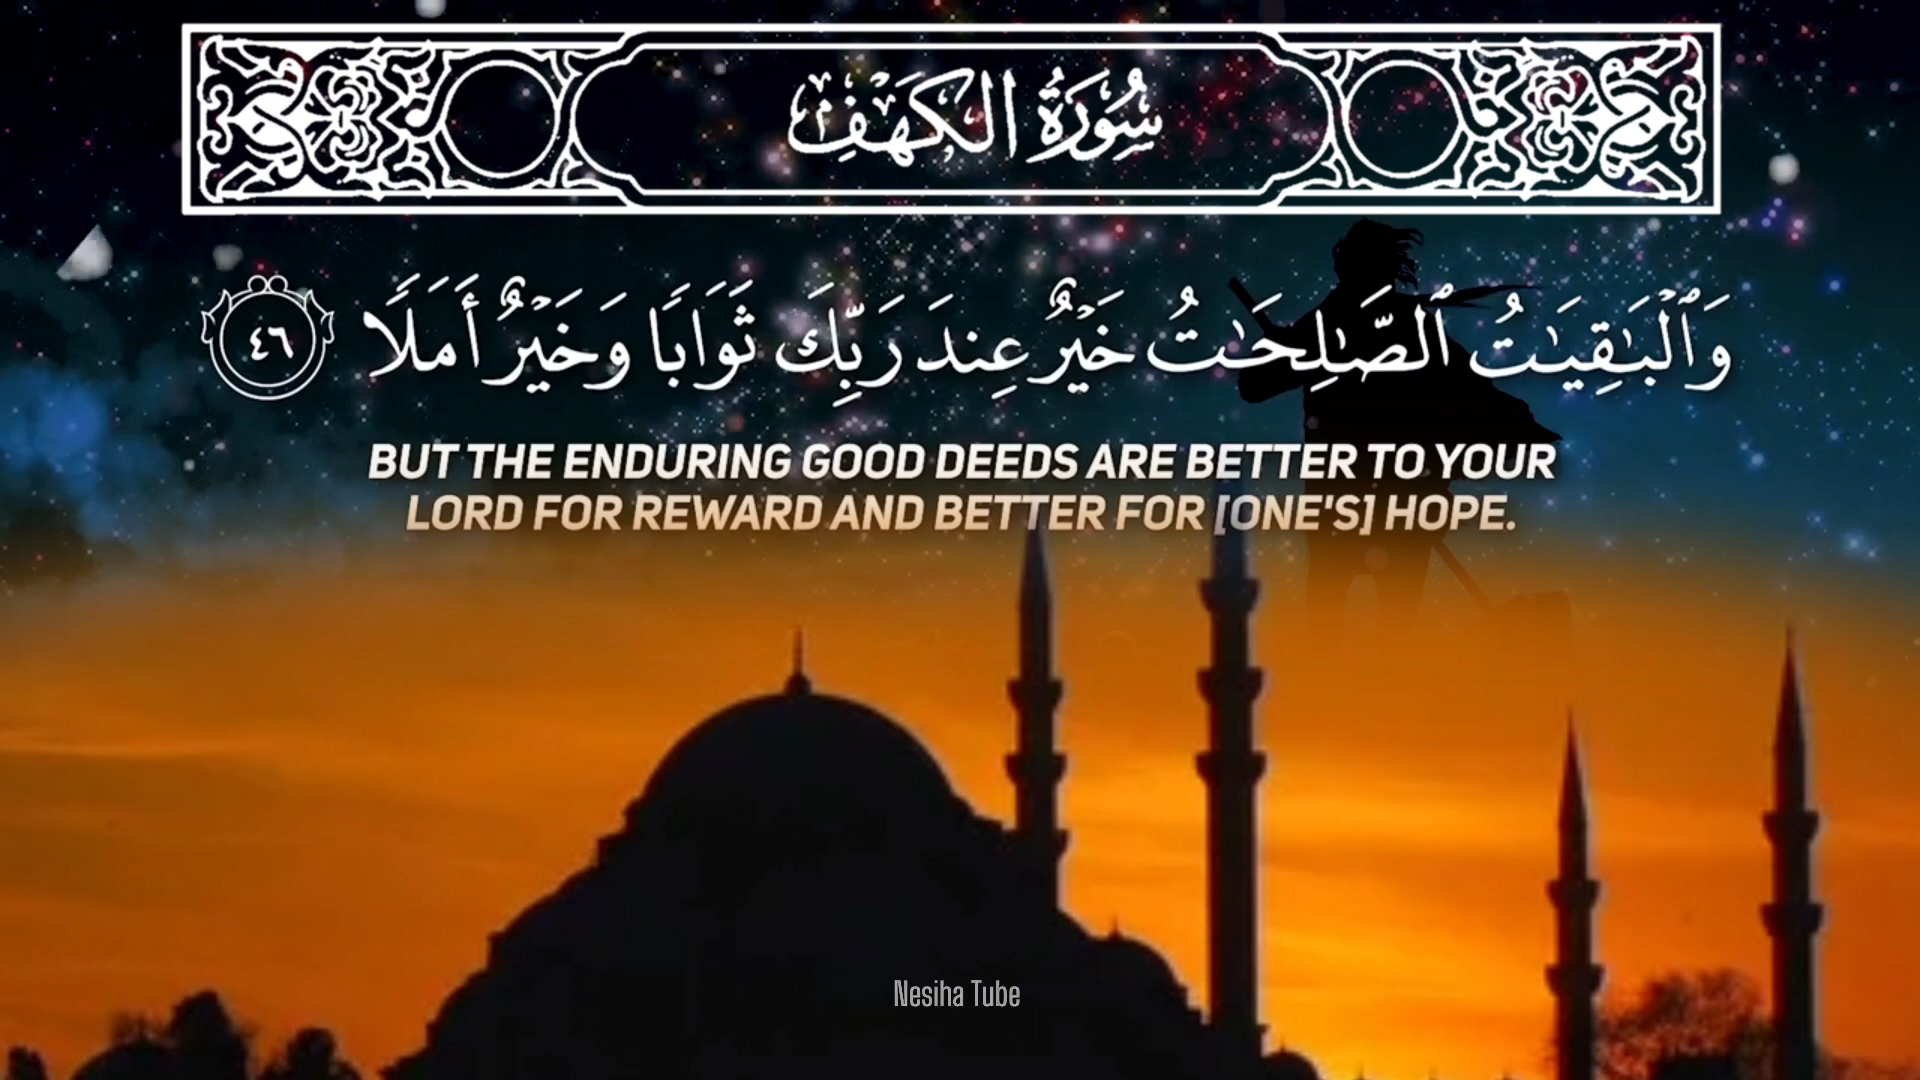 سُورَةُ الكَهْفِ
وَٱلْبَـٰقِيَـٰتُ ٱلصَّـٰلِحَـٰتُ خَيْرٌ عِندَ رَبِّكَ ثَوَابًا وَخَيْرٌ أَمَلًا ٤٦
BUT THE ENDURING GOOD DEEDS ARE BETTER TO YOUR
LORD FOR REWARD AND BETTER FOR [ONE'S] HOPE.
Nesiha Tube